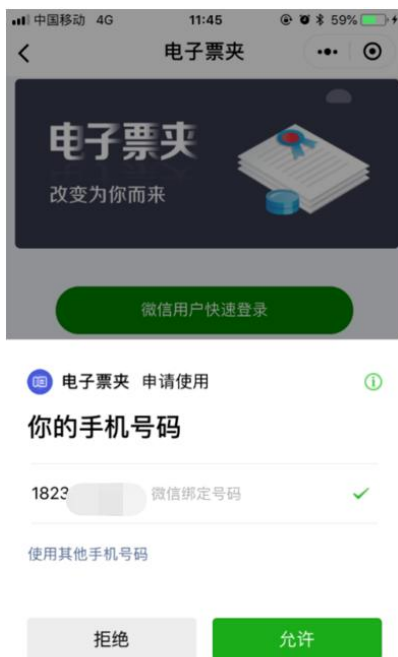 中国移动 4G 11:45 59%
电子票夹
电子票夹
改变为你而来
微信用户快速登录
电子票夹 申请使用
你的手机号码
1823 微信绑定号码
使用其他手机号码
拒绝 允许